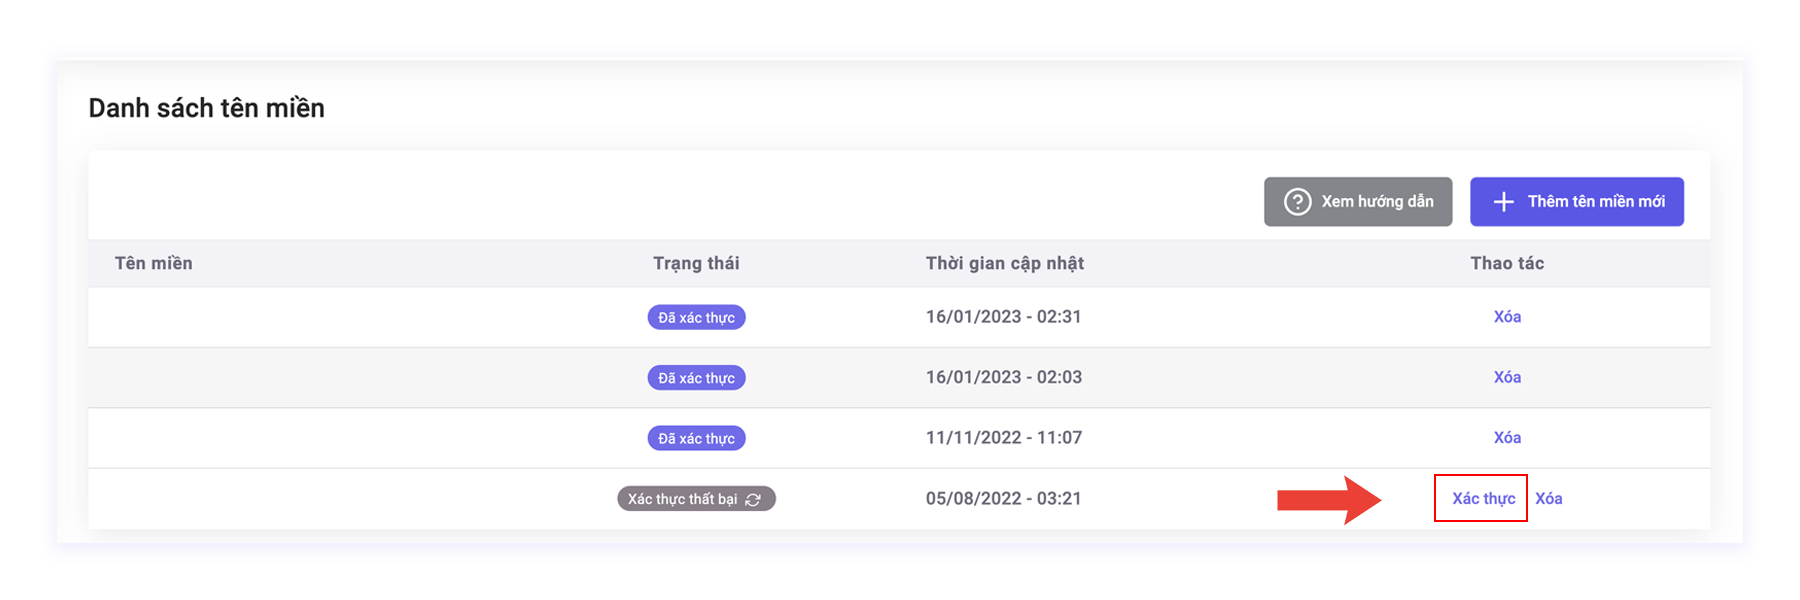 Danh sách tên miền
Xem hướng dẫn Thêm tên miền mới
Tên miền Trạng thái Thời gian cập nhật Thao tác
Đã xác thực 16/01/2023 - 02:31 Xóa
Đã xác thực 16/01/2023 - 02:03 Xóa
Đã xác thực 11/11/2022 - 11:07 Xóa
Xác thực thất bại 05/08/2022 - 03:21 Xác thực Xóa